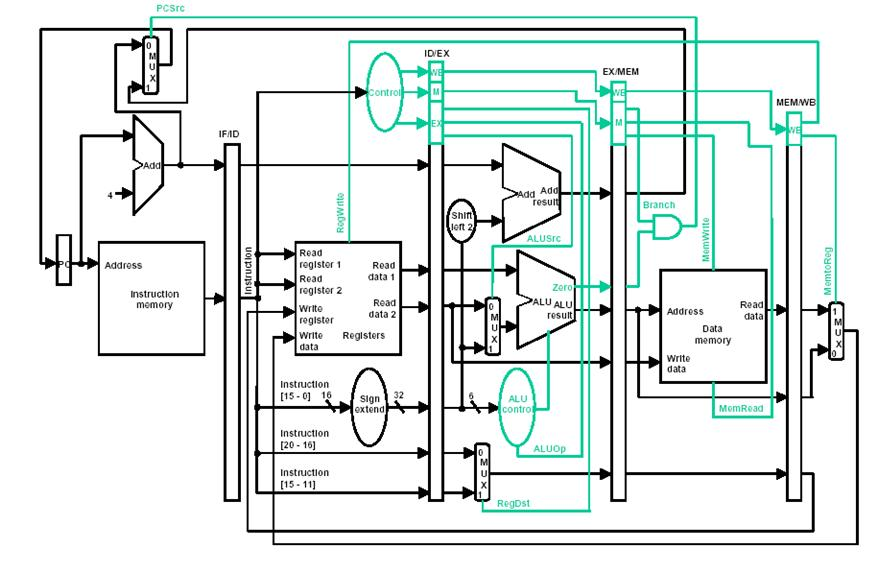 PCSrc
0
M
U
X
1
ID/EX
WB
M
EX
Control
EX/MEM
WB
M
MEM/WB
WB
IF/ID
Add
4
RegWrite
Shift
left 2
Add
Add
result
Branch
ALUSrc
MemWrite
MemtoReg
PC
Address
Instruction
memory
Instruction
Read
register 1
Read
register 2
Write
register
Write
data
Registers
Read
data 1
Read
data 2
0
M
U
X
1
Zero
ALU
ALU
result
Address
Write
data
Data
memory
Read
data
1
M
U
X
0
MemRead
Instruction
[15 - 0]
16
Sign
extend
32
6
ALU
control
ALUOp
Instruction
[20 - 16]
Instruction
[15 - 11]
0
M
U
X
1
RegDst